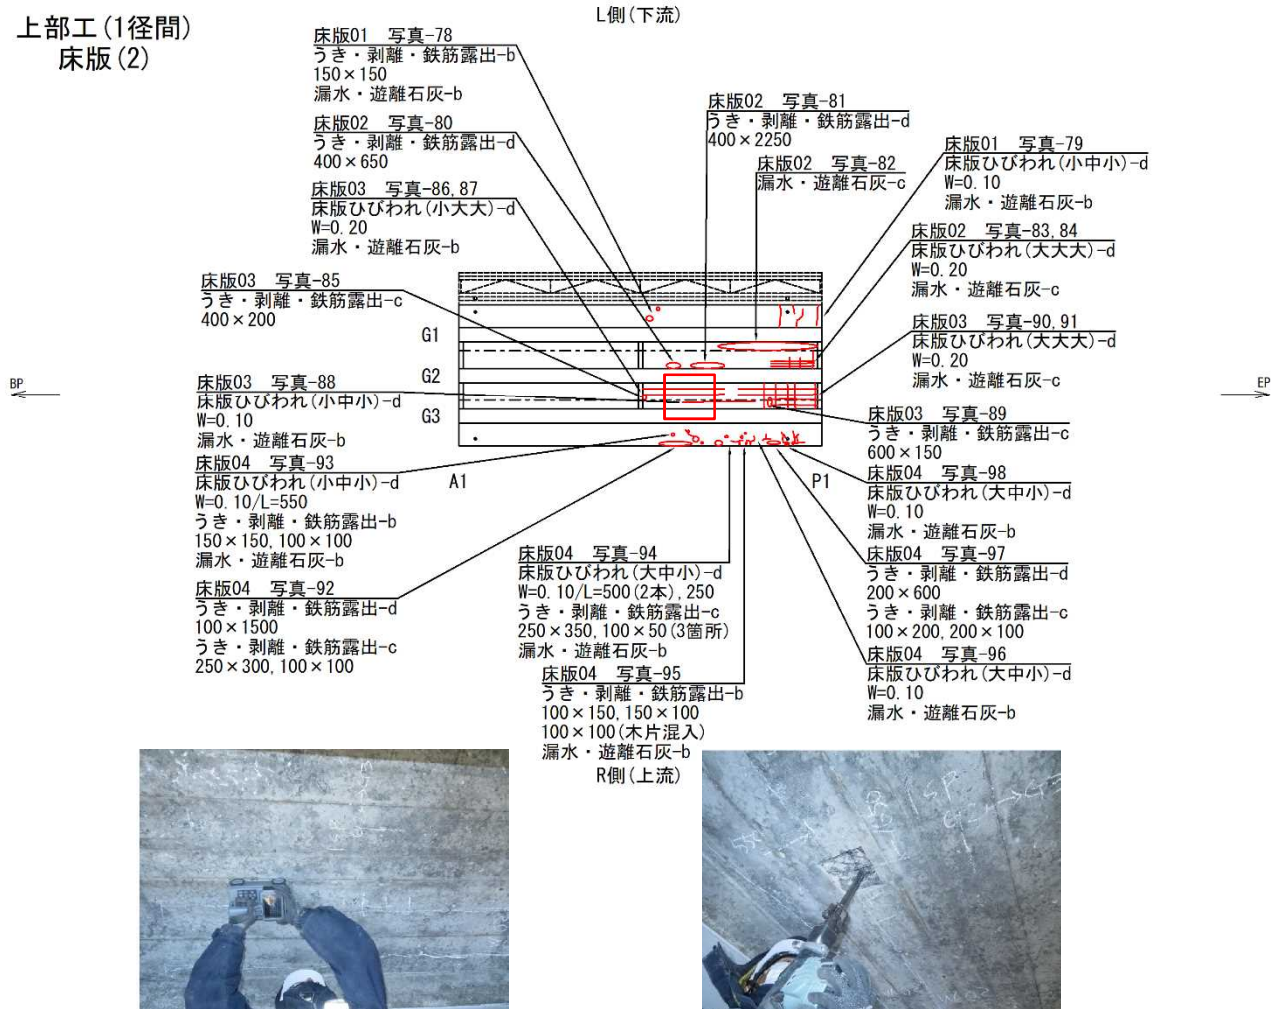 上部工(1径間)
床版(2)
L側(下流)
床版01 写真-78
うき・剥離・鉄筋露出-b
150×150
漏水・遊離石灰-b
床版02 写真-80
うき・剥離・鉄筋露出-d
400×650
床版03 写真-86,87
床版ひびわれ(小大大)-d
W=0.20
漏水・遊離石灰-b
床版03 写真-85
うき・剥離・鉄筋露出-c
400×200
床版02 写真-81
うき・剥離・鉄筋露出-d
400×2250
床版02 写真-82
漏水・遊離石灰-c
床版01 写真-79
床版ひびわれ(小中小)-d
W=0.10
漏水・遊離石灰-b
床版02 写真-83,84
床版ひびわれ(大大大)-d
W=0.20
漏水・遊離石灰-c
床版03 写真-90,91
床版ひびわれ(大大大)-d
W=0.20
漏水・遊離石灰-c
G1
G2
G3
BP
EP
A1
P1
床版03 写真-88
床版ひびわれ(小中小)-d
W=0.10
漏水・遊離石灰-b
床版04 写真-93
床版ひびわれ(小中小)-d
W=0.10/L=550
うき・剥離・鉄筋露出-b
150×150,100×100
漏水・遊離石灰-b
床版04 写真-92
うき・剥離・鉄筋露出-d
100×1500
うき・剥離・鉄筋露出-c
250×300,100×100
床版04 写真-94
床版ひびわれ(大中小)-d
W=0.10/L=500(2本),250
うき・剥離・鉄筋露出-c
250×350,100×50(3箇所)
漏水・遊離石灰-b
床版04 写真-95
うき・剥離・鉄筋露出-b
100×150,150×100
100×100(木片混入)
漏水・遊離石灰-b
床版03 写真-89
うき・剥離・鉄筋露出-c
600×150
床版04 写真-98
床版ひびわれ(大中小)-d
W=0.10
漏水・遊離石灰-b
床版04 写真-97
うき・剥離・鉄筋露出-d
200×600
うき・剥離・鉄筋露出-c
100×200,200×100
床版04 写真-96
床版ひびわれ(大中小)-d
W=0.10
漏水・遊離石灰-b
R側(上流)